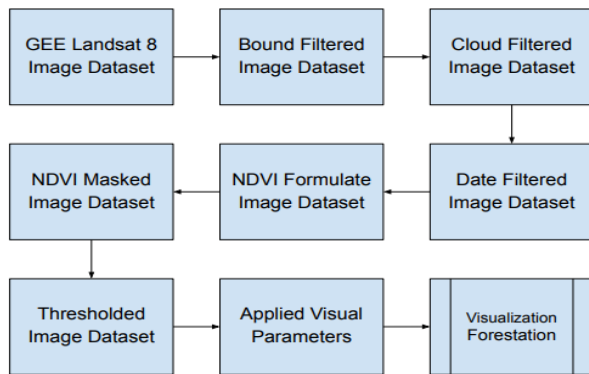 GEE Landsat 8
Image Dataset
Bound Filtered
Image Dataset
Cloud Filtered
Image Dataset
NDVI Masked
Image Dataset
NDVI Formulate
Image Dataset
Date Filtered
Image Dataset
Thresholded
Image Dataset
Applied Visual
Parameters
Visualization
Forestation